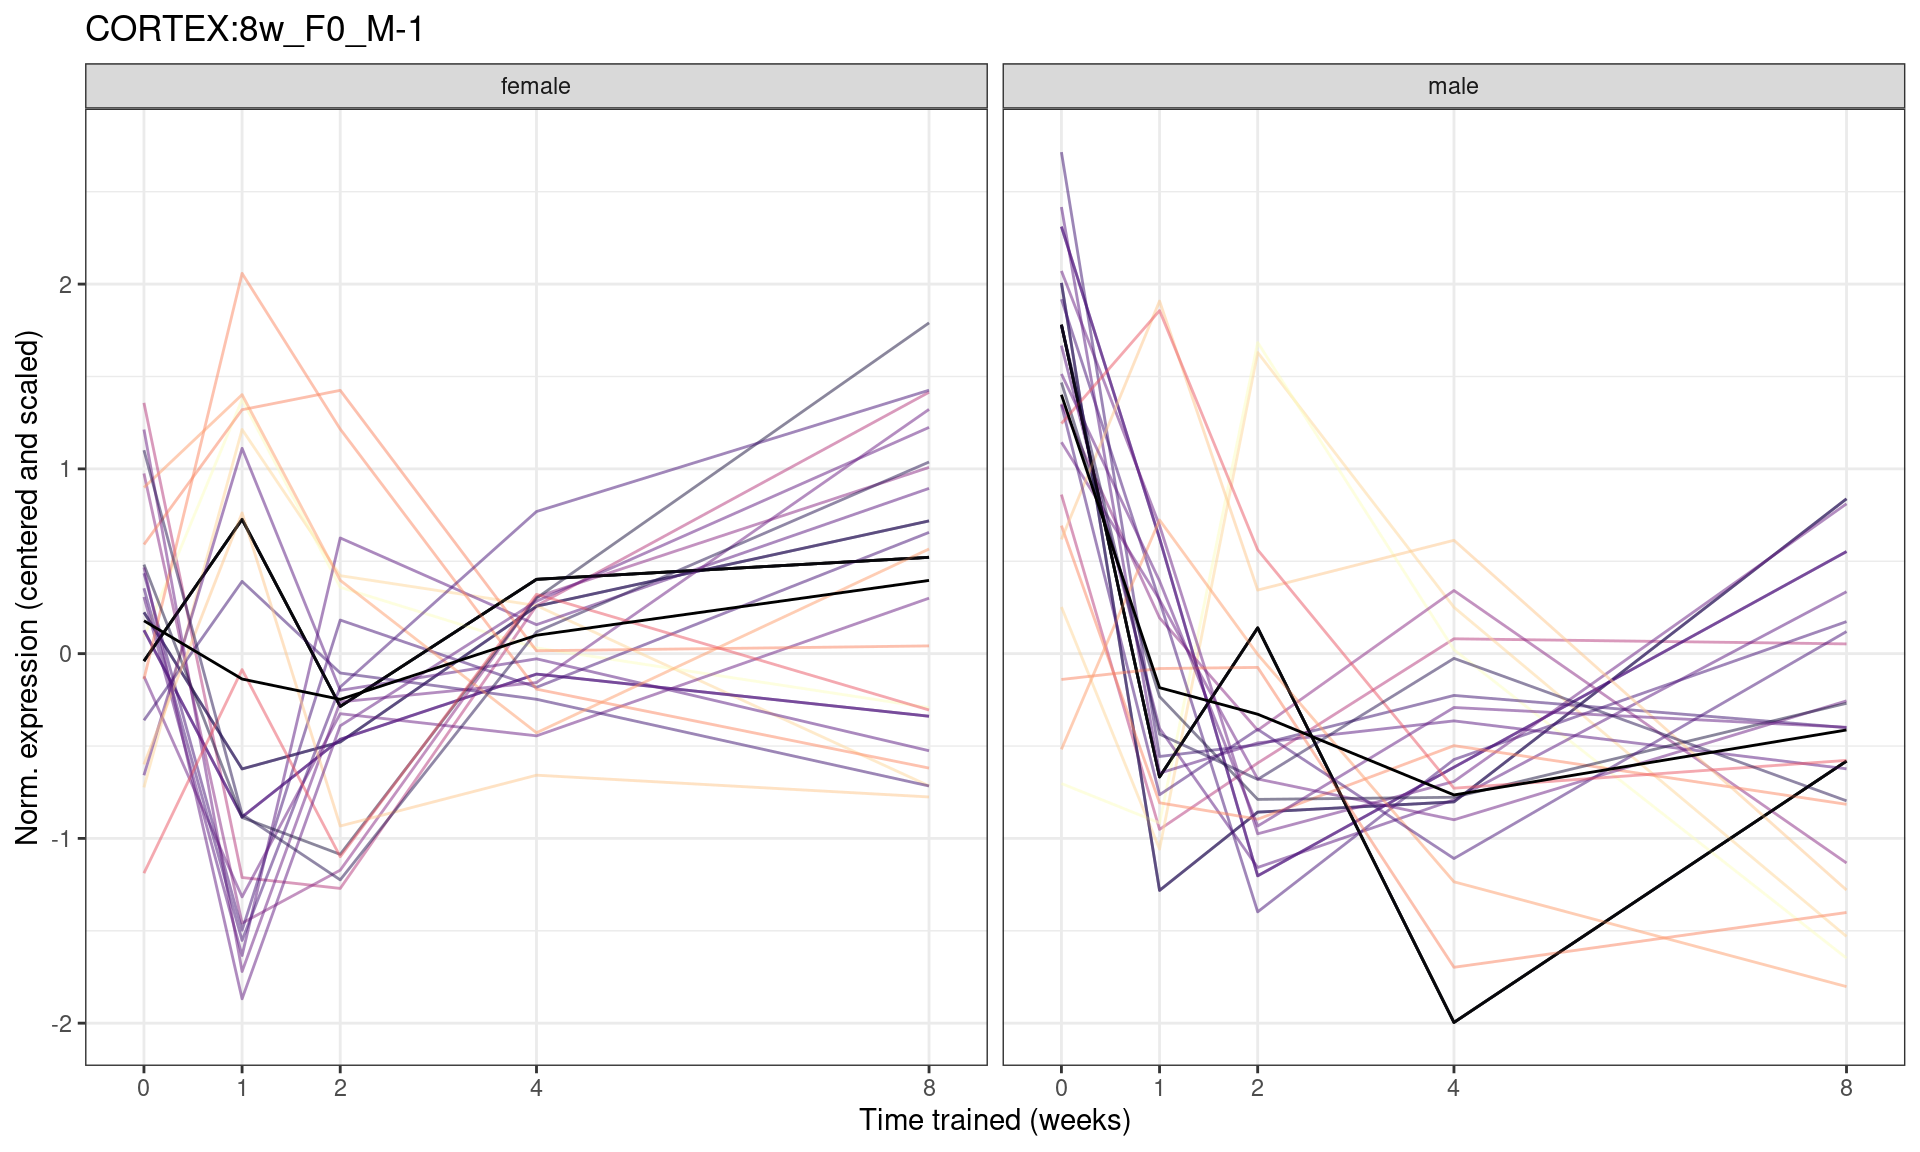 CORTEX:8w_F0_M-1
female
male
Norm. expression (centered and scaled)
2
1
0
-1
-2
0 1 2 4 8
0 1 2 4 8
Time trained (weeks)